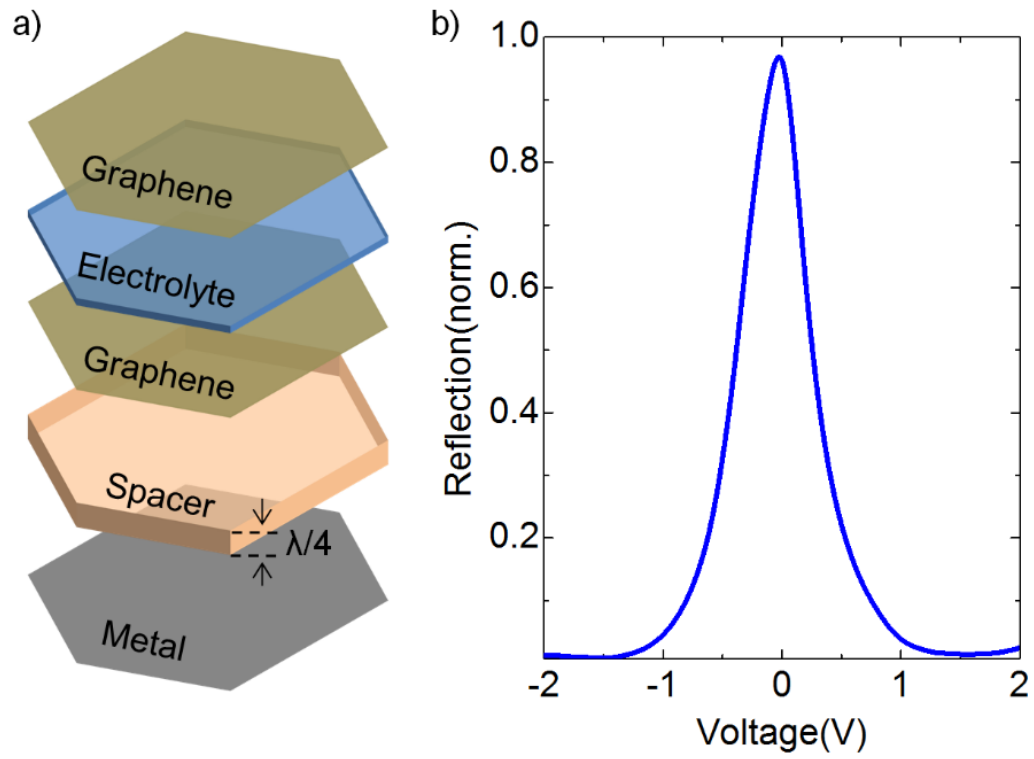 a)
Graphene
Electrolyte
Graphene
Spacer
λ/4
Metal
b)
1.0
0.8
0.6
0.4
0.2
Reflection(norm.)
-2
-1
0
1
2
Voltage(V)